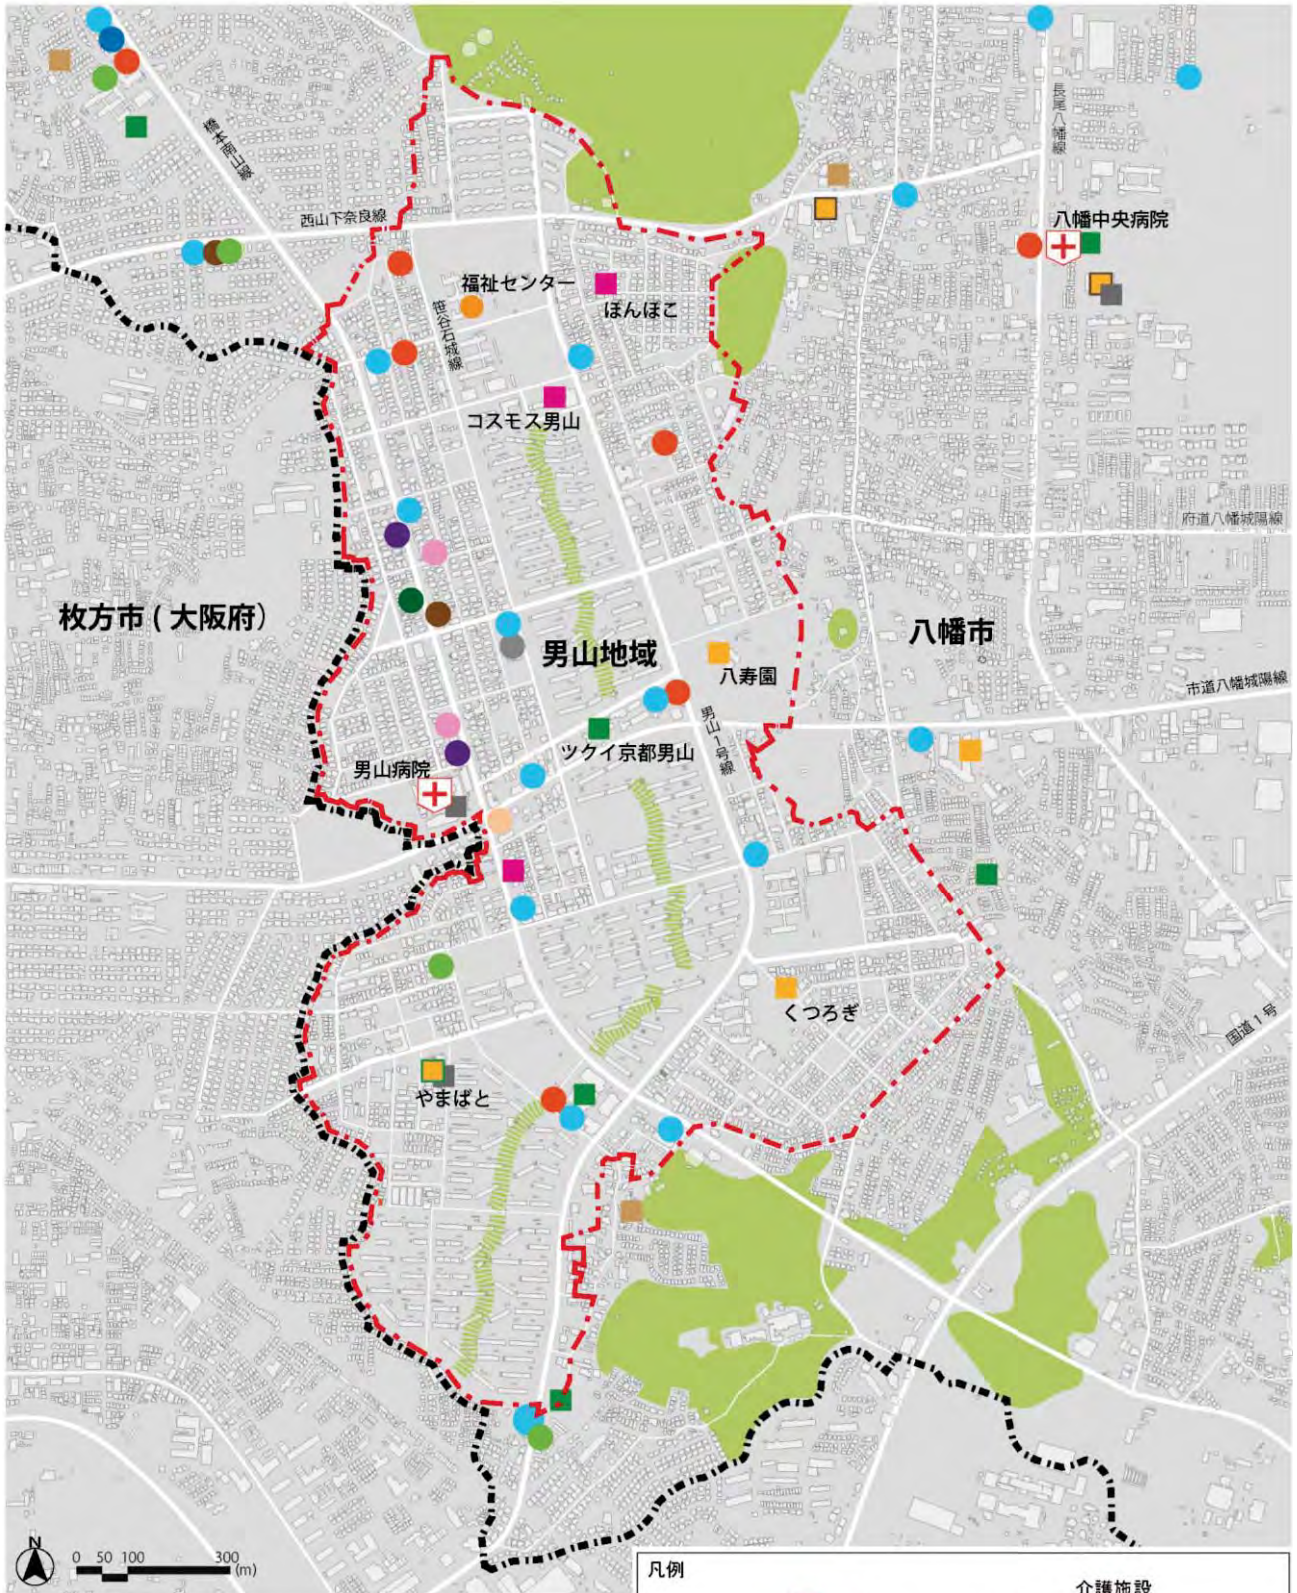 長尾八幡線
橋本南山線
西山下奈良線
八幡中央病院
福祉センター
ほんほこ
笹谷石城線
コスモス男山
府道八幡城陽線
枚方市(大阪府)
男山地域
八幡市
八寿園
市道八幡城陽線
男山1号線
ツクイ京都男山
男山病院
くつろぎ
国道1号
やまばと
N
0 50 100 300
(m)
凡例
介護施設